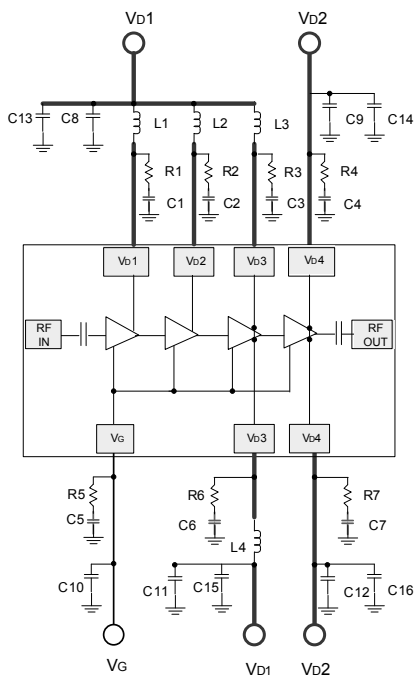 VD1 VD2
C13 C8 L1 L2 L3 C9 C14
R1 R2 R3 R4
C1 C2 C3 C4
VD1 VD2 VD3 VD4
RF IN
RF OUT
VG VD3 VD4
R5 R6 R7
C5 C6 C7
L4
C10 C11 C15 C12 C16
VG VD1 VD2